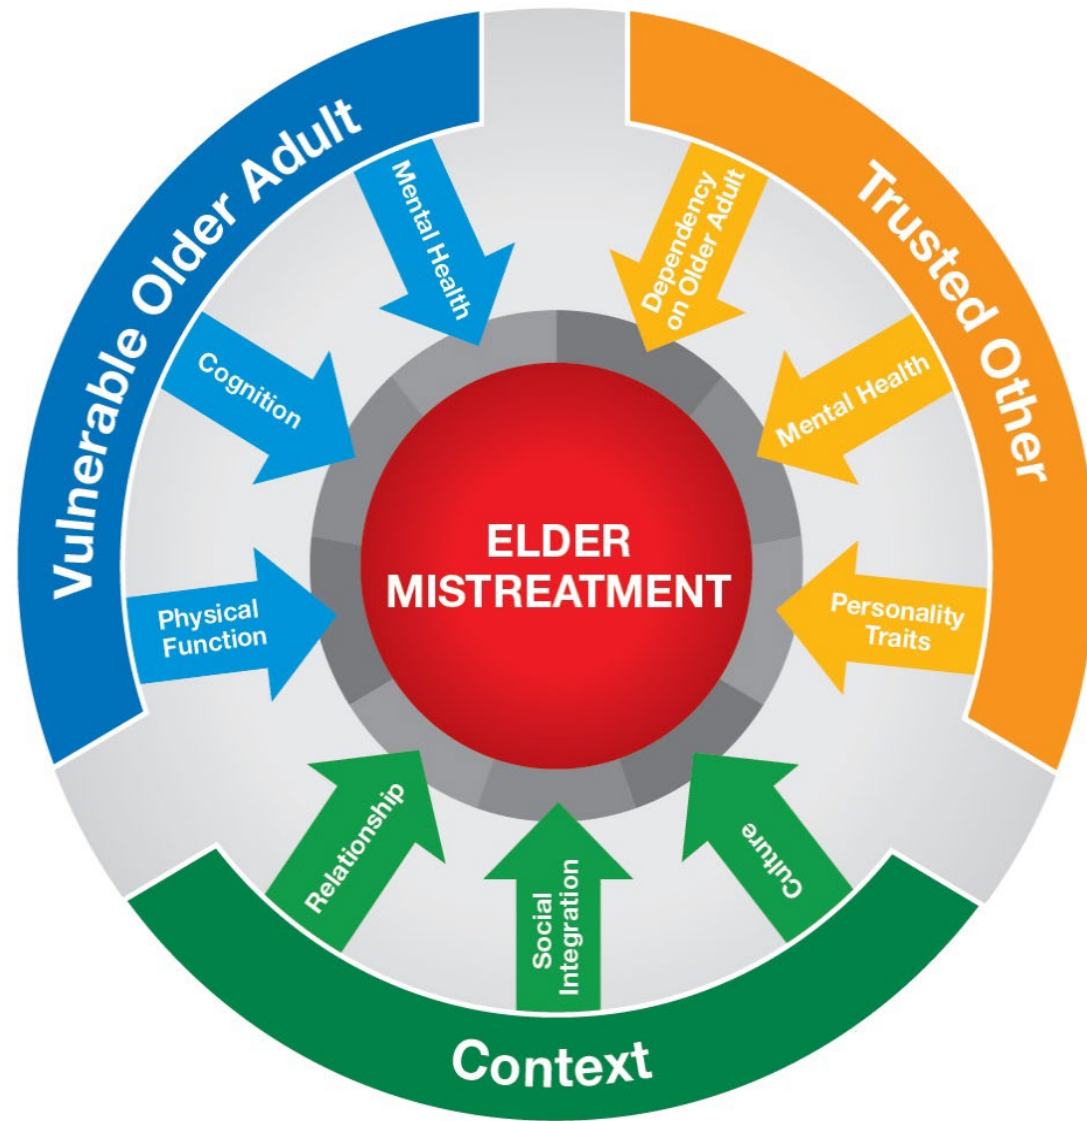 Vulnerable Older Adult
Mental Health
Cognition
Physical
Function
Trusted Other
Dependency
on Older Adult
Mental Health
Personality
Traits
ELDER
MISTREATMENT
Relationship
Social
Integration
Culture
Context